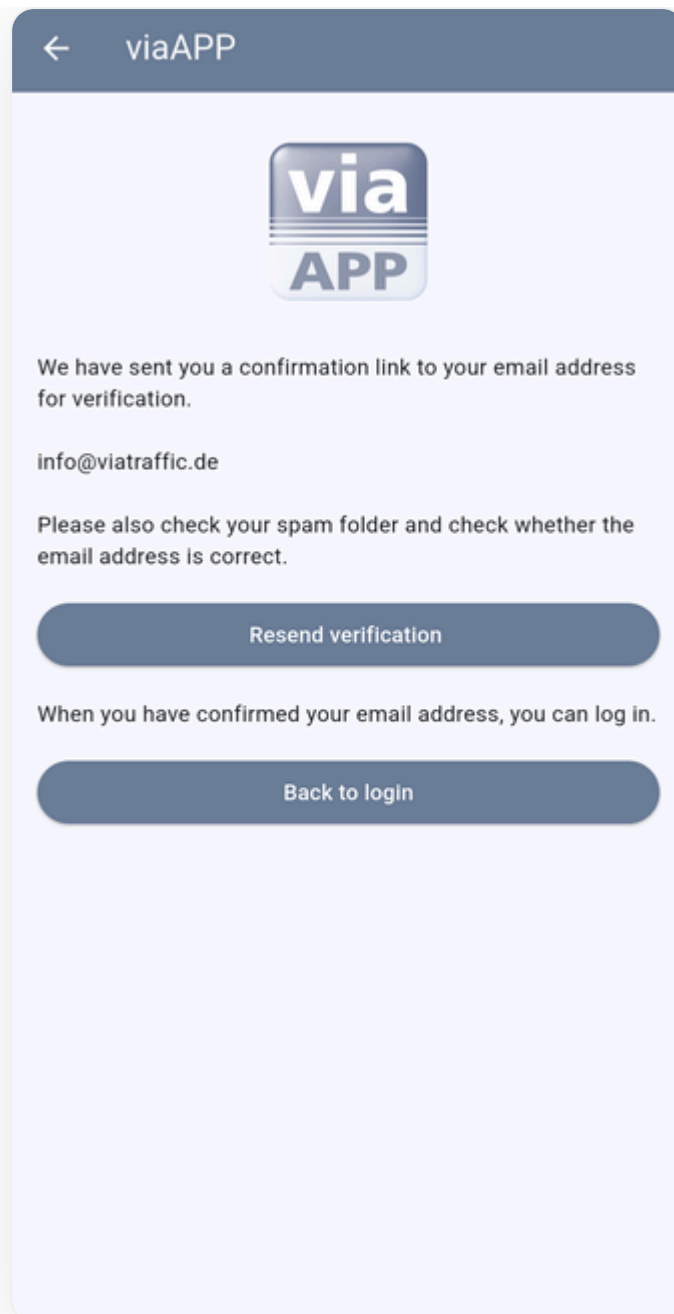 viaAPP
via
APP
We have sent you a confirmation link to your email address
for verification.
info@viatraffic.de
Please also check your spam folder and check whether the
email address is correct.
Resend verification
When you have confirmed your email address, you can log in.
Back to login